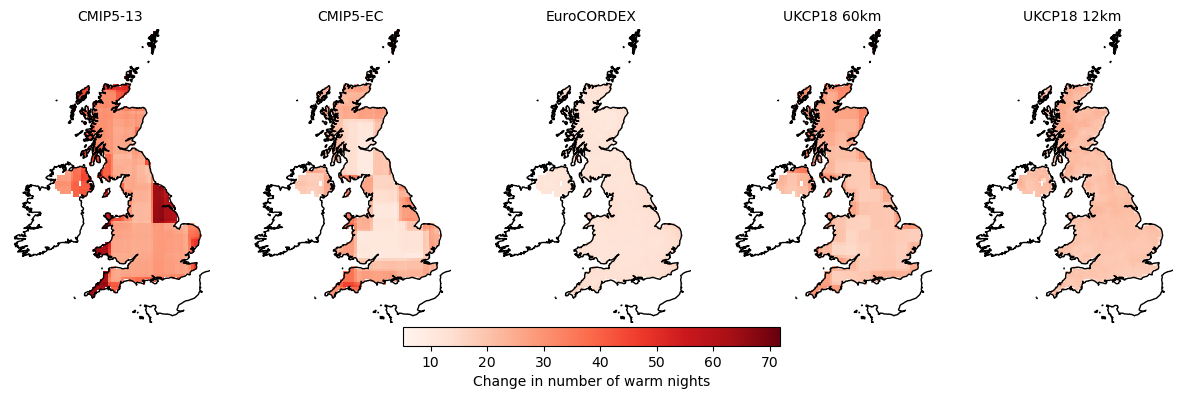 CMIP5-13 CMIP5-EC EuroCORDEX UKCP18 60km UKCP18 12km
10 20 30 40 50 60 70
Change in number of warm nights